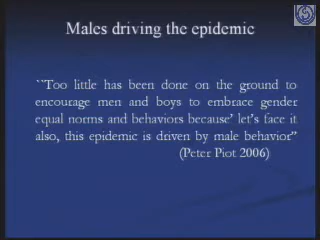 Males driving the epidemic
``Too little has been done on the ground to
encourage men and boys to embrace gender
equal norms and behaviors because' let's face it
also, this epidemic is driven by male behavior"
(Peter Piot 2006)